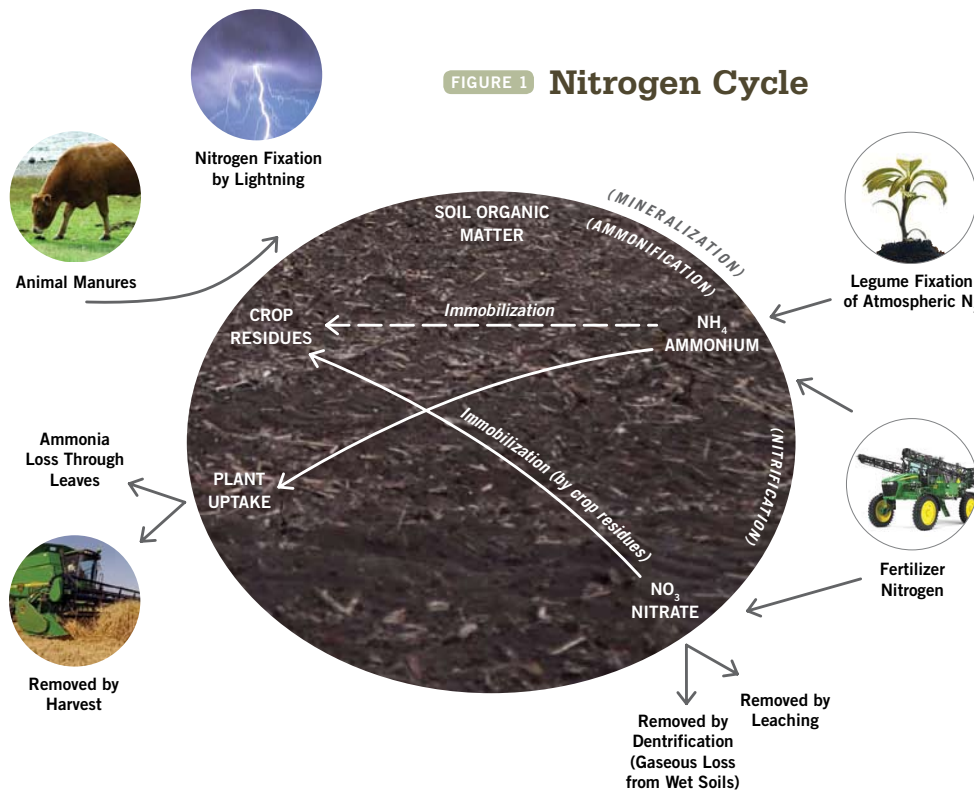 FIGURE 1 Nitrogen Cycle
Nitrogen Fixation
by Lightning
Animal Manures
SOIL ORGANIC
MATTER
(MINERALIZATION)
(AMMONIFICATION)
Legume Fixation
of Atmospheric N
CROP
RESIDUES
Immobilization
NH4
AMMONIUM
Immobilization (by crop residues)
(NITRIFICATION)
Ammonia
Loss Through
Leaves
PLANT
UPTAKE
Fertilizer
Nitrogen
NO3
NITRATE
Removed by
Harvest
Removed by
Leaching
Removed by
Dentrification
(Gaseous Loss
from Wet Soils)